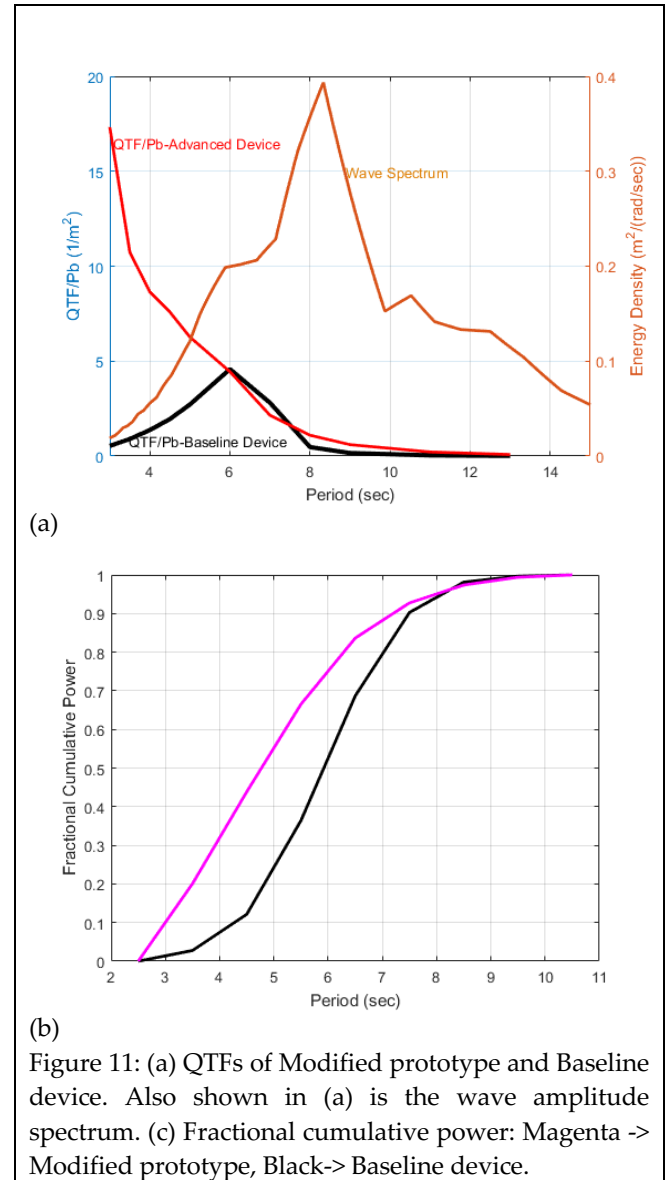 20
15
10
5
0
QTF/Pb (1/m²)
0.4
0.3
0.2
0.1
0
Energy Density (m²/(rad/sec))
QTF/Pb-Advanced Device
Wave Spectrum
QTF/Pb-Baseline Device
4 6 8 10 12 14
Period (sec)
(a)
1
0.9
0.8
0.7
0.6
0.5
0.4
0.3
0.2
0.1
0
Fractional Cumulative Power
2 3 4 5 6 7 8 9 10 11
Period (sec)
(b)
Figure 11: (a) QTFs of Modified prototype and Baseline
device. Also shown in (a) is the wave amplitude
spectrum. (c) Fractional cumulative power: Magenta ->
Modified prototype, Black-> Baseline device.